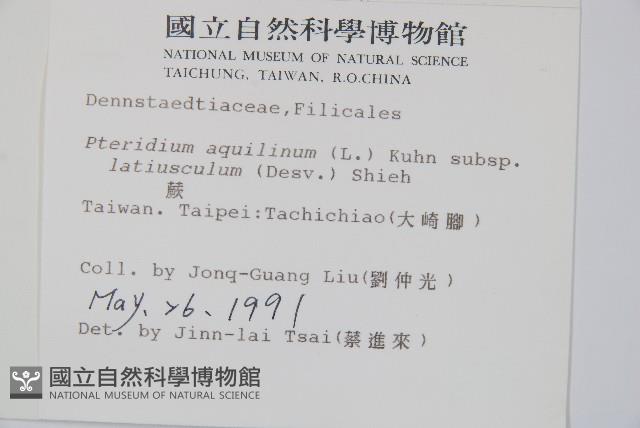 國立自然科學博物館
NATIONAL MUSEUM OF NATURAL SCIENCE
TAICHUNG, TAIWAN, R.O.CHINA
Dennstaedtiaceae,Filicales
Pteridium aquilinum (L.) Kuhn subsp.
latiusculum (Desv.) Shieh
蕨
Taiwan. Taipei:Tachichiao(大崎腳)
Coll. by Jonq-Guang Liu(劉仲光)
May. 26. 1991
Det. by Jinn-lai Tsai(蔡進來)
國立自然科學博物館
NATIONAL MUSEUM OF NATURAL SCIENCE